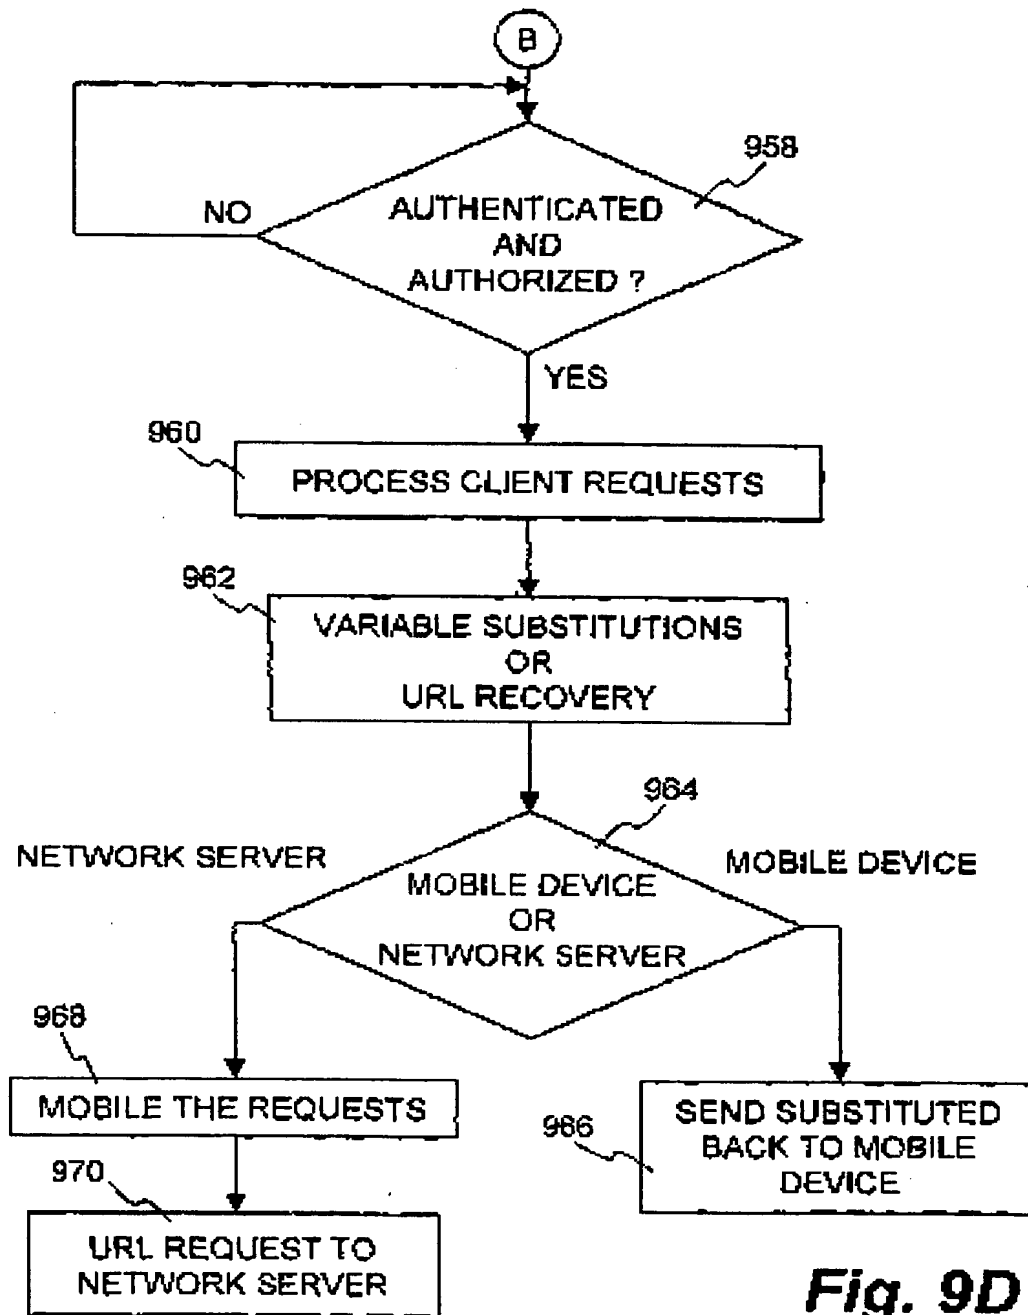 B
958
NO
AUTHENTICATED
AND
AUTHORIZED ?
YES
960
PROCESS CLIENT REQUESTS
962
VARIABLE SUBSTITUTIONS
OR
URL RECOVERY
964
NETWORK SERVER
MOBILE DEVICE
MOBILE DEVICE
OR
NETWORK SERVER
968
MOBILE THE REQUESTS
966
SEND SUBSTITUTED
BACK TO MOBILE
DEVICE
970
URL REQUEST TO
NETWORK SERVER
Fig. 9D